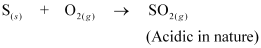 S(s) + O2(g) → SO2(g)
(Acidic in nature)